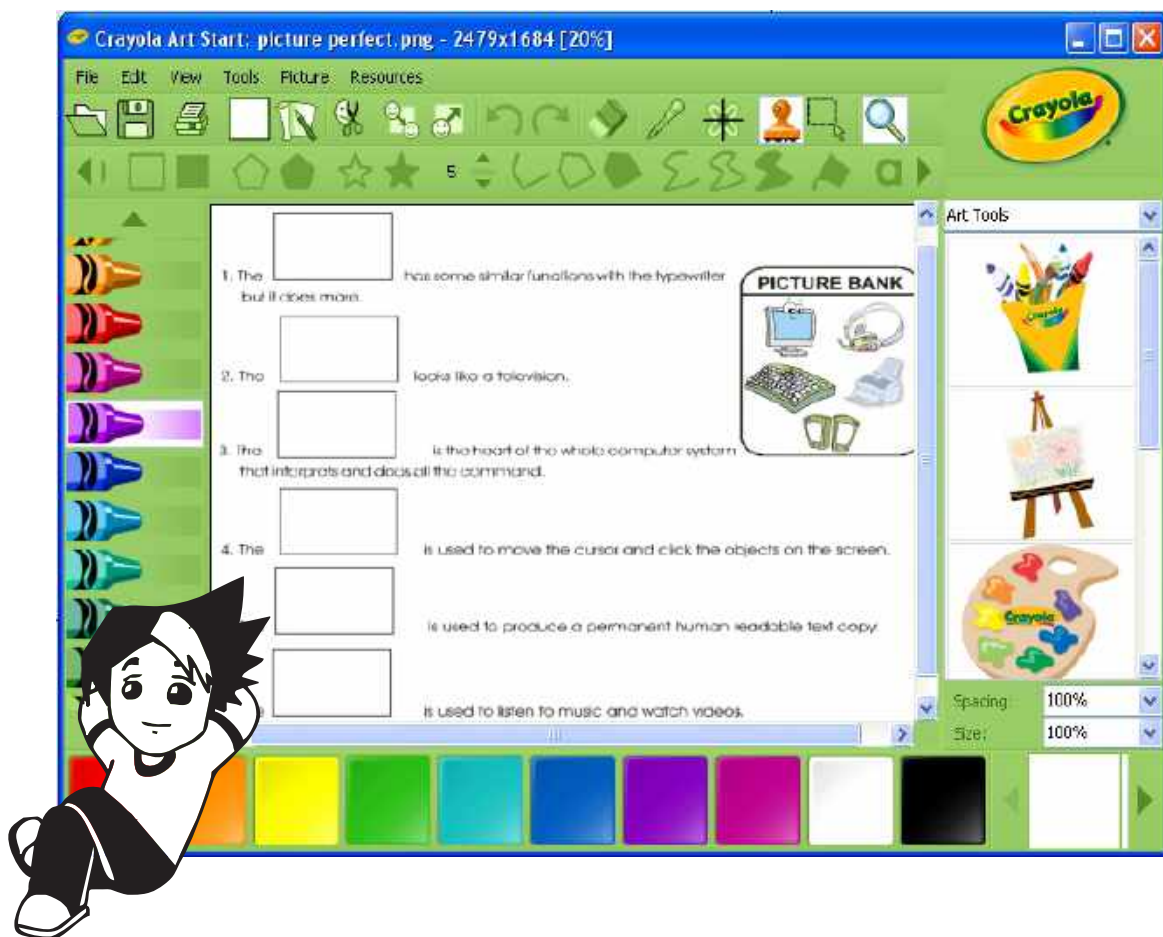 Crayola Art Start: picture perfect.png - 2479x1684 [20%]
File Edit View Tools Picture Resources
Crayola
5
a
Art Tools
1. The has some similar functions with the typewriter
but it does more.
PICTURE BANK
2. The looks like a television.
3. The is the heart of the whole computer system
that interprets and does all the command.
4. The is used to move the cursor and click the objects on the screen.
is used to produce a permanent human readable text copy
is used to listen to music and watch videos.
Crayola
Crayola
Spacing: 100%
Size: 100%